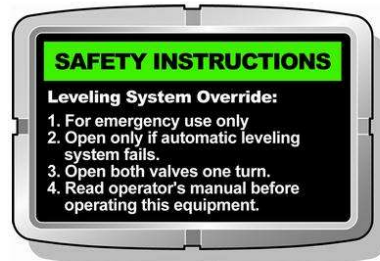 SAFETY INSTRUCTIONS
Leveling System Override:
1. For emergency use only
2. Open only if automatic leveling
system fails.
3. Open both valves one turn.
4. Read operator's manual before
operating this equipment.